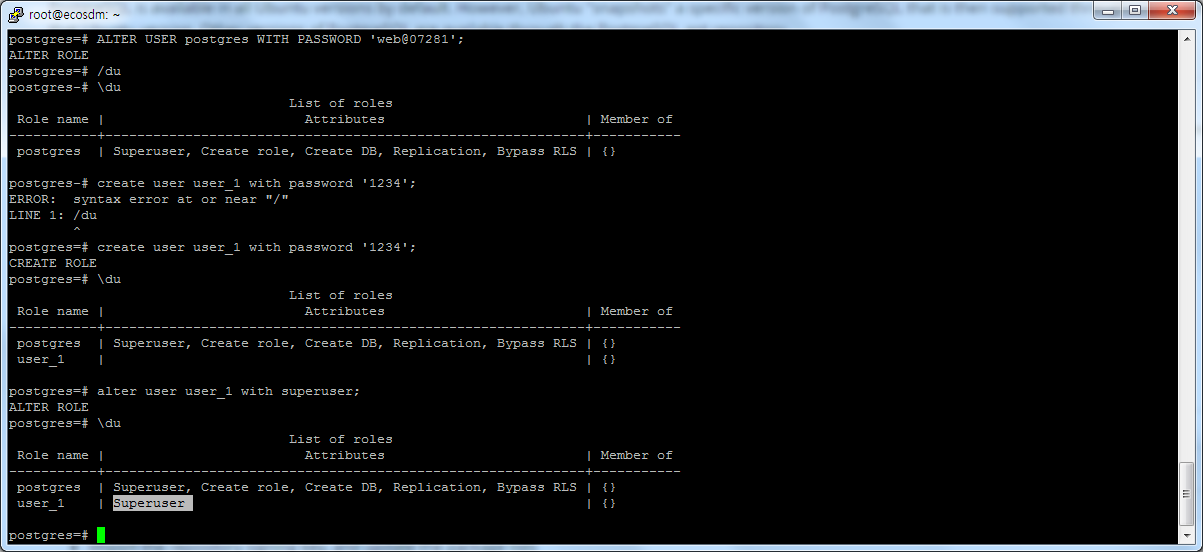 root@ecosdm: ~
postgres=# ALTER USER postgres WITH PASSWORD 'web@07281';
ALTER ROLE
postgres=# /du
postgres-# \du
List of roles
Role name | Attributes | Member of
-----------+------------------------------------------------------------+-----------
postgres | Superuser, Create role, Create DB, Replication, Bypass RLS | {}
postgres-# create user user_1 with password '1234';
ERROR: syntax error at or near "/"
LINE 1: /du
^
postgres=# create user user_1 with password '1234';
CREATE ROLE
postgres=# \du
List of roles
Role name | Attributes | Member of
-----------+------------------------------------------------------------+-----------
postgres | Superuser, Create role, Create DB, Replication, Bypass RLS | {}
user_1 | | {}
postgres=# alter user user_1 with superuser;
ALTER ROLE
postgres=# \du
List of roles
Role name | Attributes | Member of
-----------+------------------------------------------------------------+-----------
postgres | Superuser, Create role, Create DB, Replication, Bypass RLS | {}
user_1 | Superuser | {}
postgres=#